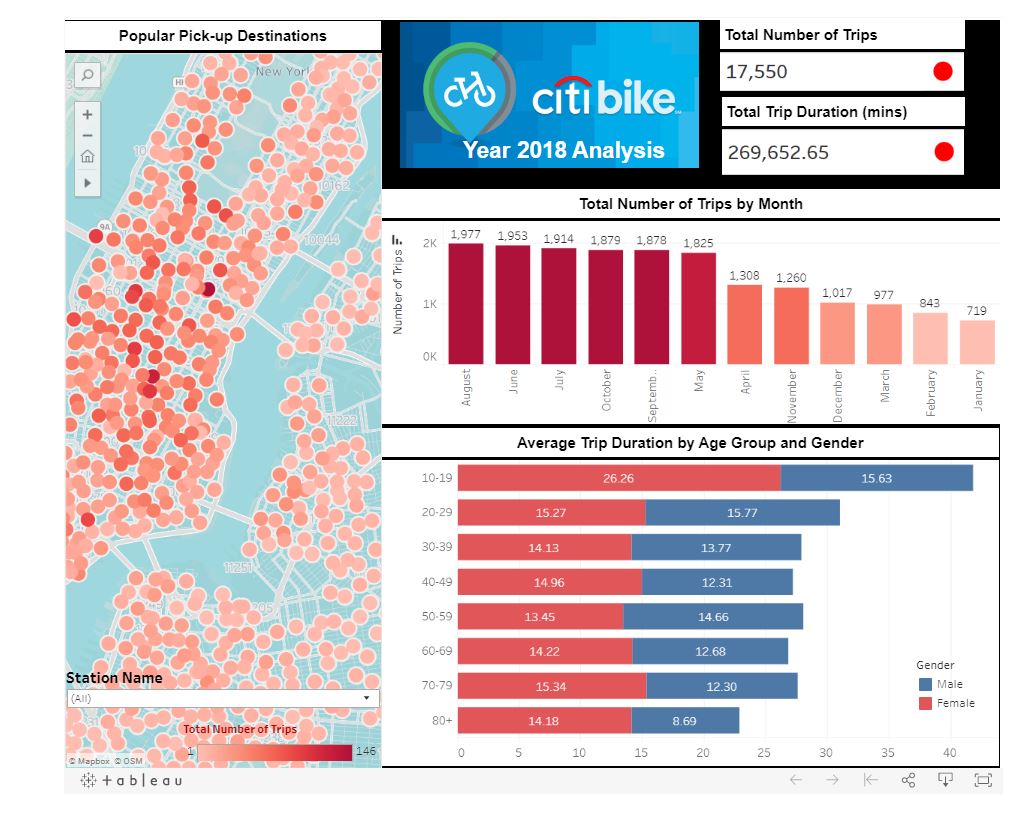 Popular Pick-up Destinations
New York
10162
10044
9A
11222
11251
Station Name
(All)
Total Number of Trips
1
146
© Mapbox © OSM
citibike
Year 2018 Analysis
Total Number of Trips
17,550
Total Trip Duration (mins)
269,652.65
Total Number of Trips by Month
Number of Trips
2K
1K
0K
1,977
1,953
1,914
1,879
1,878
1,825
1,308
1,260
1,017
977
843
719
August
June
July
October
Septemb..
May
April
November
December
March
February
January
Average Trip Duration by Age Group and Gender
10-19 26.26 15.63
20-29 15.27 15.77
30-39 14.13 13.77
40-49 14.96 12.31
50-59 13.45 14.66
60-69 14.22 12.68
70-79 15.34 12.30
80+ 14.18 8.69
0 5 10 15 20 25 30 35 40
Gender
Male
Female
+ableau